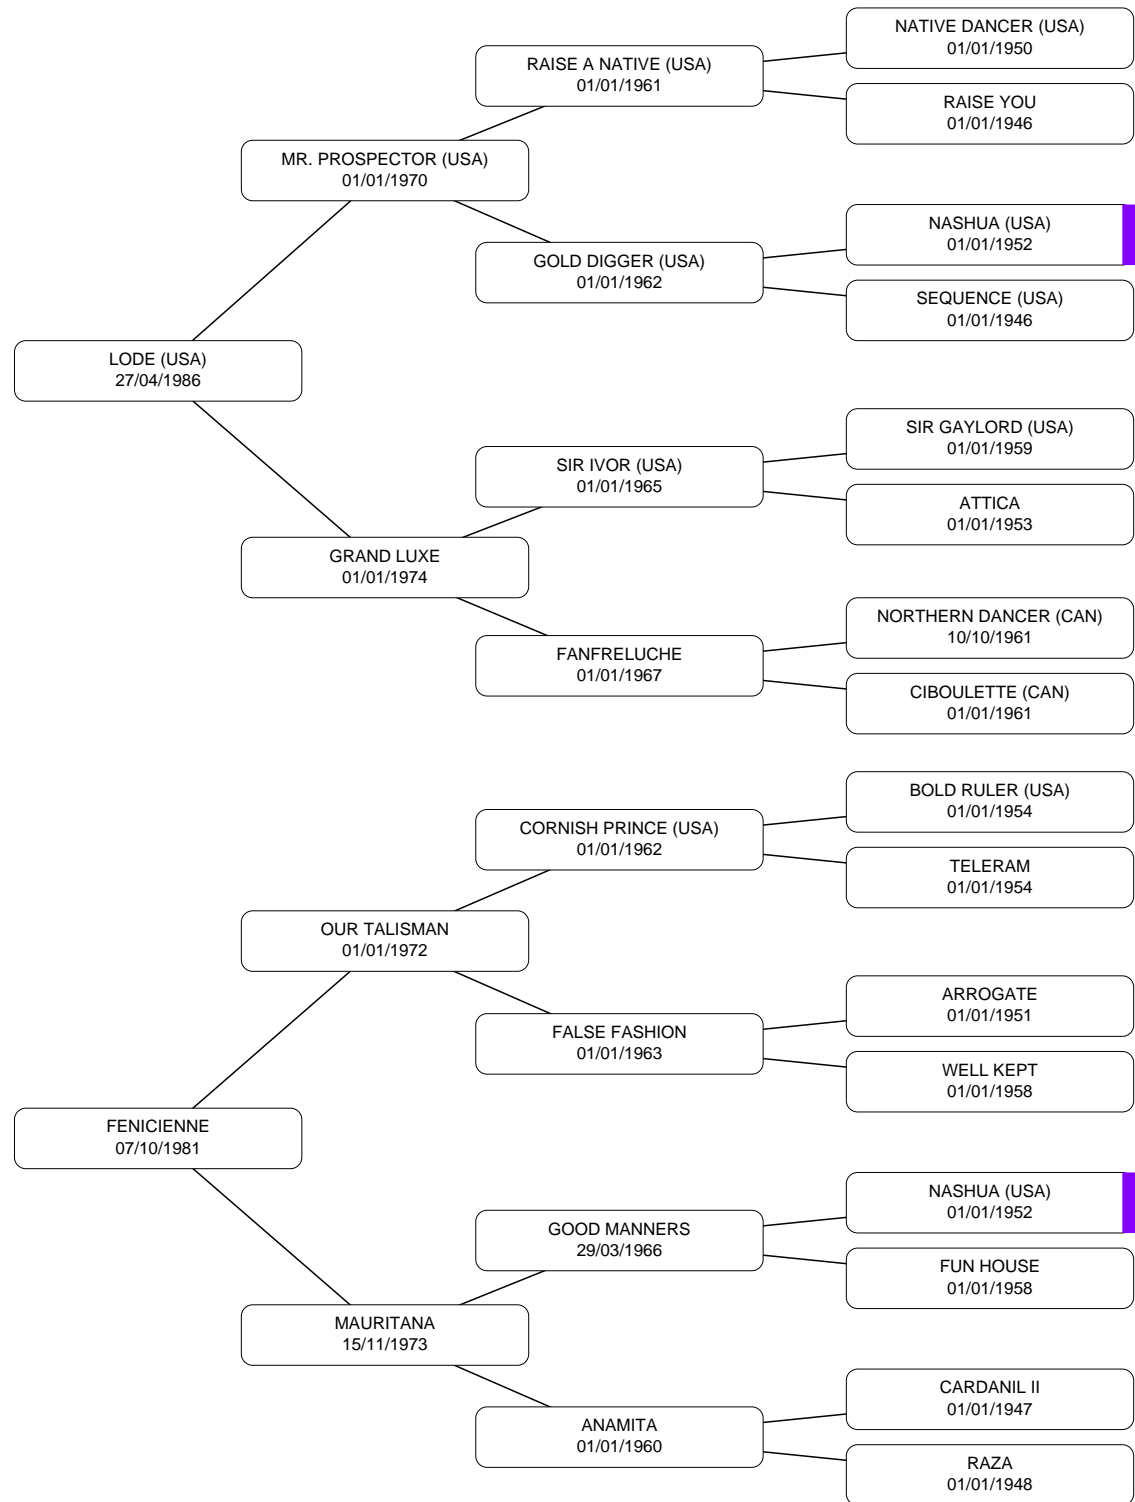 NATIVE DANCER (USA)
01/01/1950
RAISE A NATIVE (USA)
01/01/1961
RAISE YOU
01/01/1946
MR. PROSPECTOR (USA)
01/01/1970
NASHUA (USA)
01/01/1952
GOLD DIGGER (USA)
01/01/1962
SEQUENCE (USA)
01/01/1946
LODE (USA)
27/04/1986
SIR GAYLORD (USA)
01/01/1959
SIR IVOR (USA)
01/01/1965
ATTICA
01/01/1953
GRAND LUXE
01/01/1974
NORTHERN DANCER (CAN)
10/10/1961
FANFRELUCHE
01/01/1967
CIBOULETTE (CAN)
01/01/1961
BOLD RULER (USA)
01/01/1954
CORNISH PRINCE (USA)
01/01/1962
TELERAM
01/01/1954
OUR TALISMAN
01/01/1972
ARROGATE
01/01/1951
FALSE FASHION
01/01/1963
WELL KEPT
01/01/1958
FENICIENNE
07/10/1981
NASHUA (USA)
01/01/1952
GOOD MANNERS
29/03/1966
FUN HOUSE
01/01/1958
MAURITANA
15/11/1973
CARDANIL II
01/01/1947
ANAMITA
01/01/1960
RAZA
01/01/1948